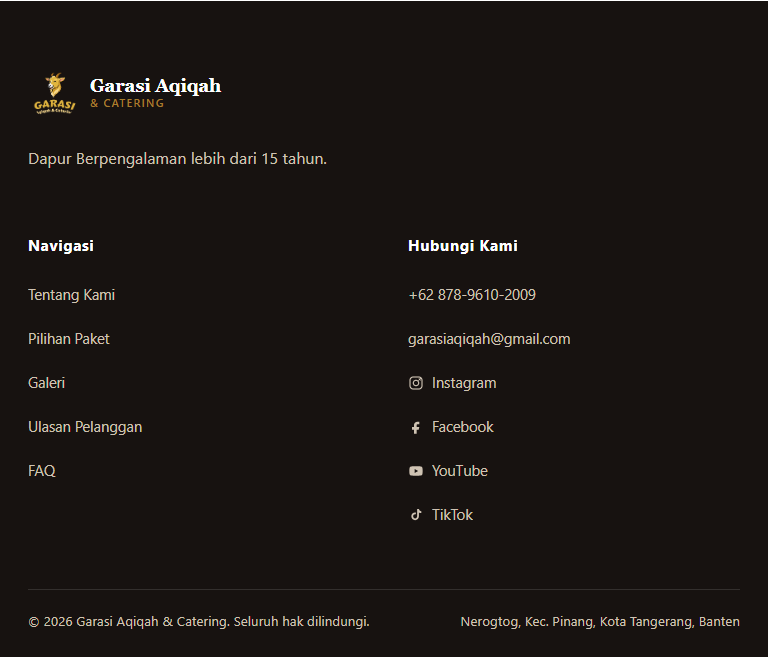 GARASI
Aqiqah & Catering
Garasi Aqiqah
& CATERING
Dapur Berpengalaman lebih dari 15 tahun.
Navigasi
Tentang Kami
Pilihan Paket
Galeri
Ulasan Pelanggan
FAQ
Hubungi Kami
+62 878-9610-2009
garasiaqiqah@gmail.com
Instagram
Facebook
YouTube
TikTok
© 2026 Garasi Aqiqah & Catering. Seluruh hak dilindungi.
Nerogtog, Kec. Pinang, Kota Tangerang, Banten